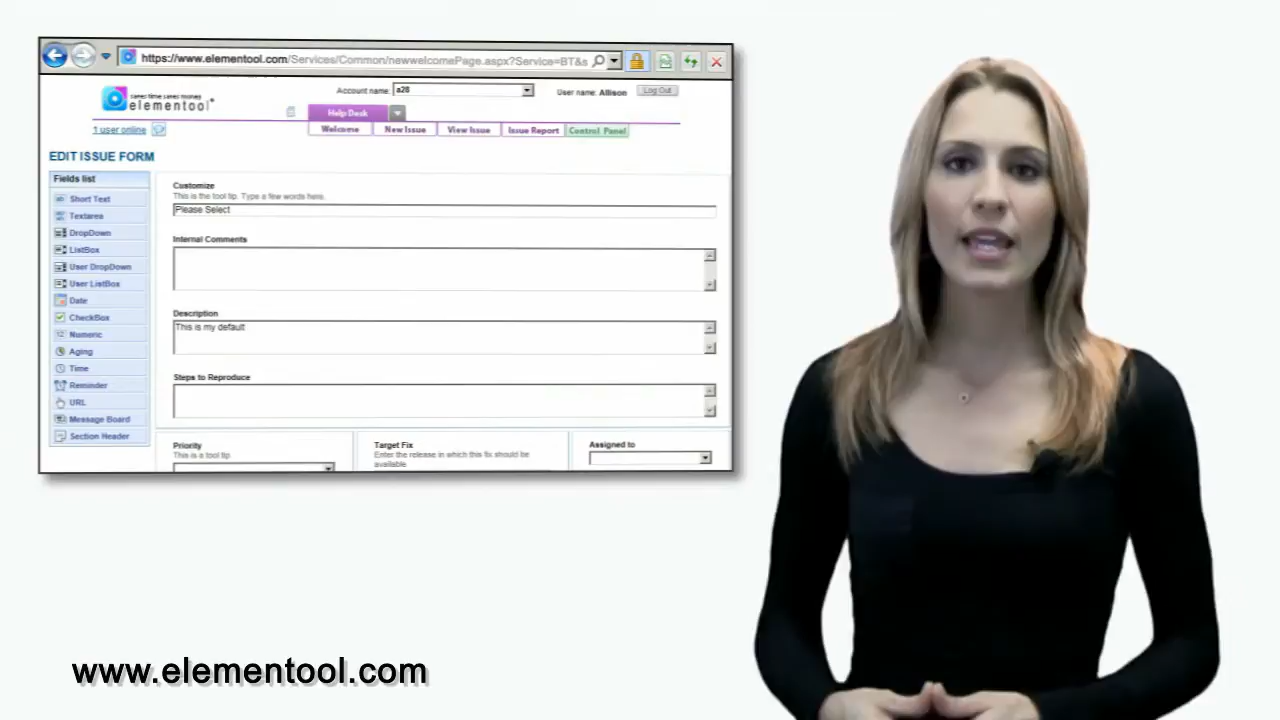 https://www.elementool.com/Services/Common/newwelcomePage.aspx?Service=BT&s
saves time saves money
elementool
Account name: a28
User name: Allison
Log Out
Help Desk
1 user online
Welcome
New Issue
View Issue
Issue Report
Control Panel
EDIT ISSUE FORM
Fields list
Short Text
Textarea
DropDown
ListBox
User DropDown
User ListBox
Date
CheckBox
Numeric
Aging
Time
Reminder
URL
Message Board
Section Header
Customize
This is the tool tip. Type a few words here.
Please Select
Internal Comments
Description
This is my default
Steps to Reproduce
Priority
This is a tool tip
Target Fix
Enter the release in which this fix should be
available
Assigned to
www.elementool.com